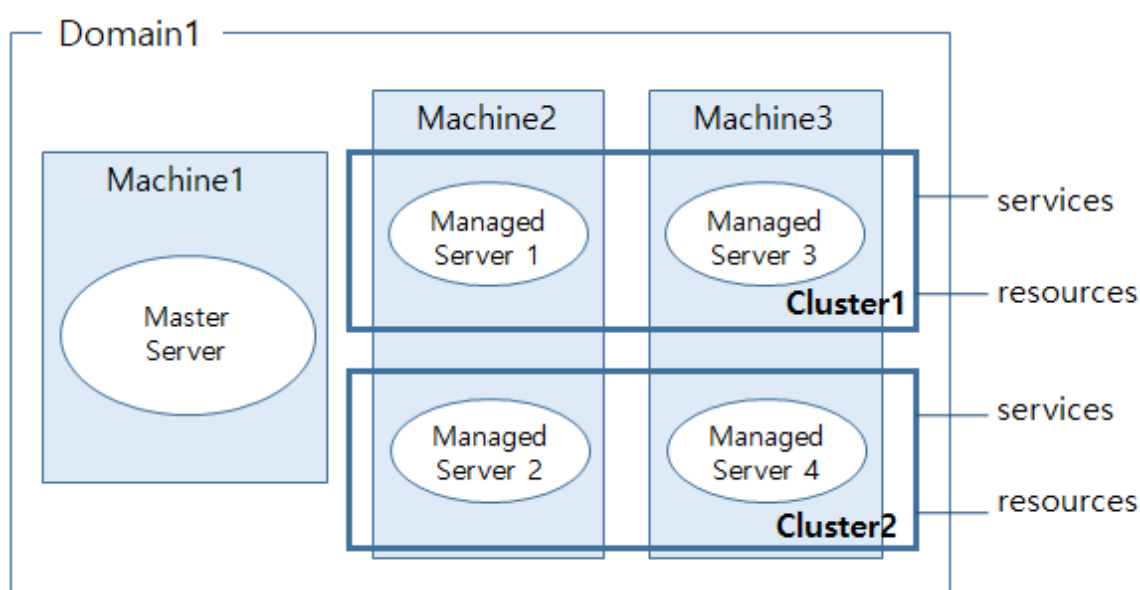 Domain1
Machine1
Master
Server
Machine2
Machine3
Managed
Server 1
Managed
Server 3
Cluster1
services
resources
Managed
Server 2
Managed
Server 4
Cluster2
services
resources